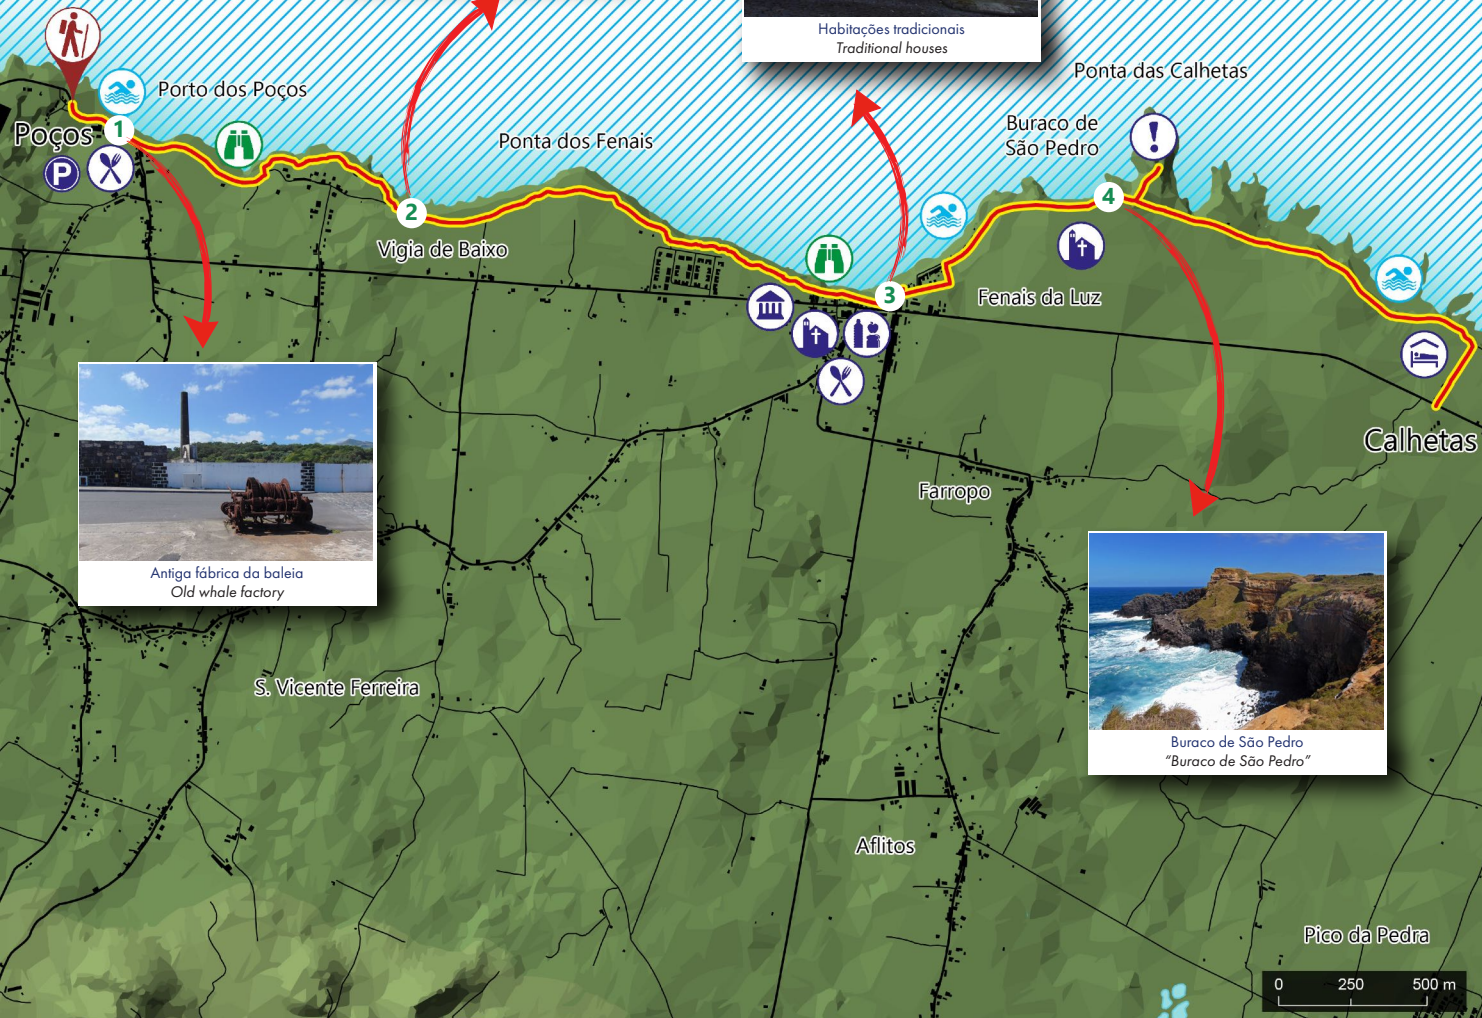 Habitações tradicionais
Traditional houses
Ponta das Calhetas
Porto dos Poços
Buraco de
São Pedro
Poços
1
P
Ponta dos Fenais
!
4
2
Vigia de Baixo
3
Fenais da Luz
Calhetas
Farropo
Antiga fábrica da baleia
Old whale factory
S. Vicente Ferreira
Buraco de São Pedro
“Buraco de São Pedro”
Aflitos
Pico da Pedra
0 250 500 m